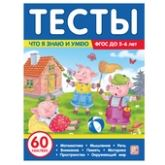 ТЕСТЫ
ЧТО Я ЗНАЮ И УМЕЮ
ФГОС ДО 5-6 лет
60
наклеек
• Математика • Мышление • Речь
• Внимание • Память • Моторика
• Пространство • Окружающий мир